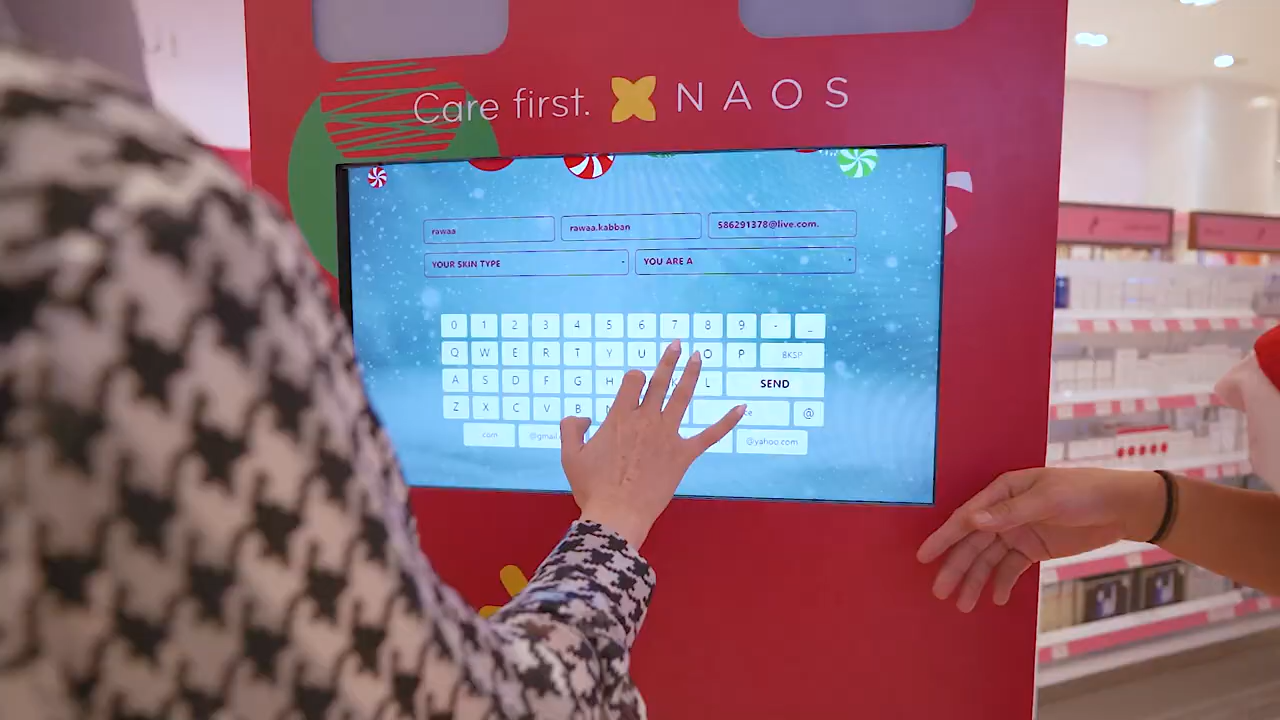 Care first. NAOS
rawaa rawaa.kabban 586291378@live.com.
YOUR SKIN TYPE YOU ARE A
0 1 2 3 4 5 6 7 8 9 - _
Q W E R T Y U O P BKSP
A S D F G H K L SEND
Z X C V B @
.com @gmail @yahoo.com